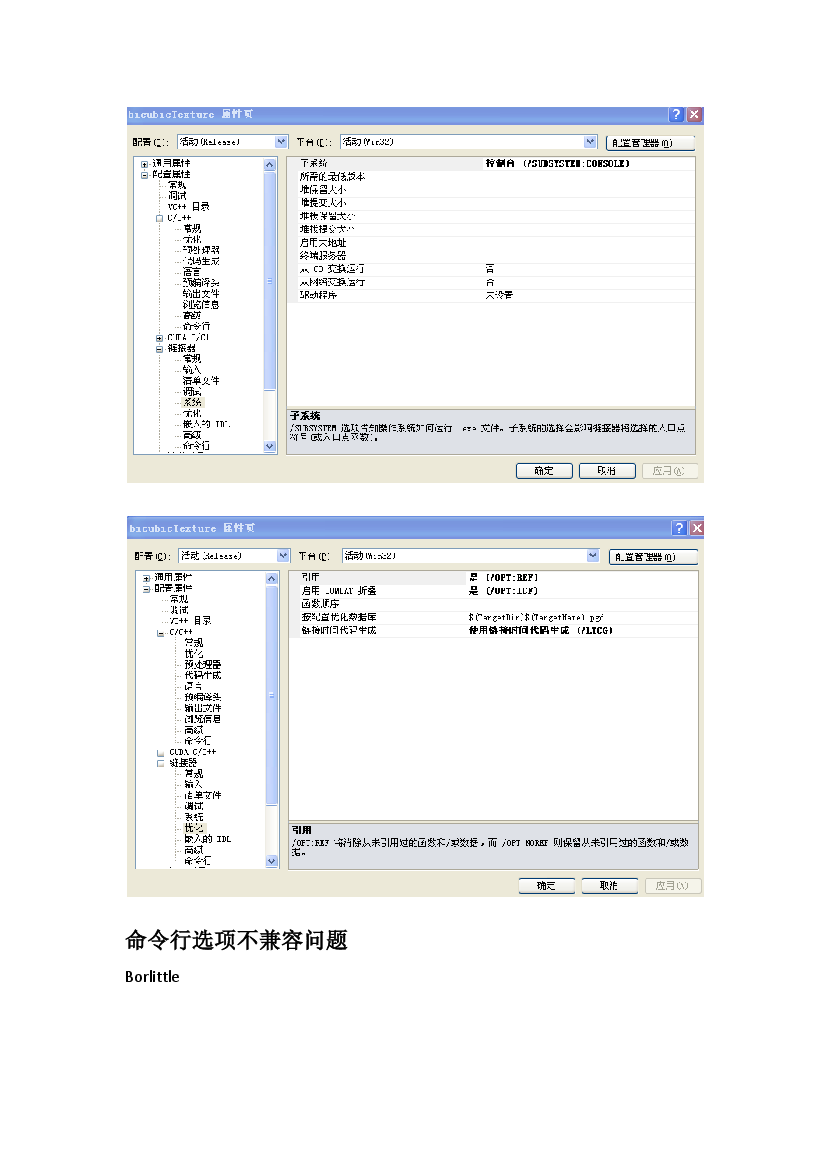 bicubicTexture 属性页
配置(C): 活动(Release) 平台(P): 活动(Win32) 配置管理器(O)
通用属性
配置属性
常规
调试
VC++ 目录
C/C++
常规
优化
预处理器
代码生成
语言
预编译头
输出文件
浏览信息
高级
命令行
CUDA C/C++
链接器
常规
输入
清单文件
调试
系统
优化
嵌入的 IDL
高级
命令行
子系统 控制台 (/SUBSYSTEM:CONSOLE)
所需的最低版本
堆保留大小
堆提交大小
堆栈保留大小
堆栈提交大小
启用大地址
终端服务器
从 CD 交换运行 否
从网络交换运行 否
驱动程序 未设置
子系统
/SUBSYSTEM 选项告知操作系统如何运行 .exe 文件。子系统的选择会影响链接器将选择的入口点
符号(或入口点函数)。
确定 取消 应用(A)
bicubicTexture 属性页
配置(C): 活动(Release) 平台(P): 活动(Win32) 配置管理器(O)
通用属性
配置属性
常规
调试
VC++ 目录
C/C++
常规
优化
预处理器
代码生成
语言
预编译头
输出文件
浏览信息
高级
命令行
CUDA C/C++
链接器
常规
输入
清单文件
调试
系统
优化
嵌入的 IDL
高级
命令行
引用 是 (/OPT:REF)
启用 COMDAT 折叠 是 (/OPT:ICF)
函数顺序
按配置优化数据库 $(TargetDir)$(TargetName).pgd
链接时间代码生成 使用链接时间代码生成 (/LTCG)
引用
/OPT:REF 将消除从未引用过的函数和/或数据，而 /OPT:NOREF 则保留从未引用过的函数和/或数
据。
确定 取消 应用(A)
命令行选项不兼容问题
Borlittle